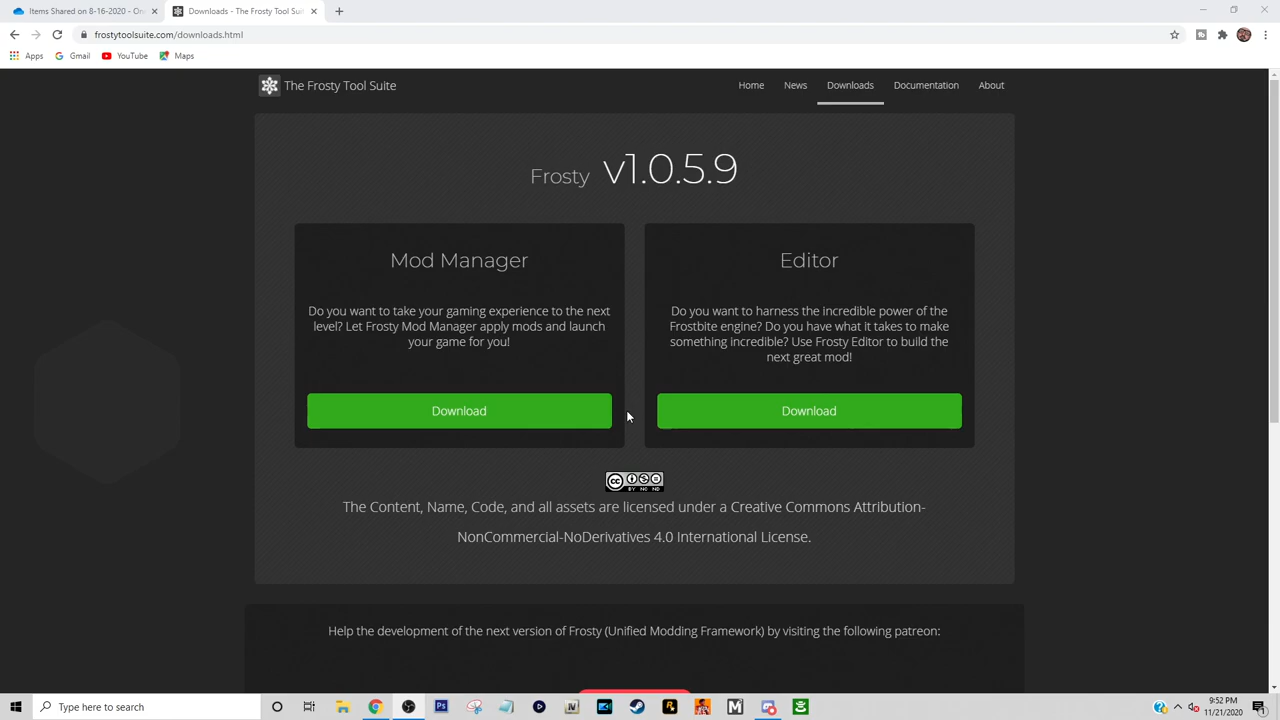 Items Shared on 8-16-2020 - On
Downloads - The Frosty Tool Suit
frostytoolsuite.com/downloads.html
Apps Gmail YouTube Maps
The Frosty Tool Suite
Home News Downloads Documentation About
Frosty v1.0.5.9
Mod Manager
Do you want to take your gaming experience to the next
level? Let Frosty Mod Manager apply mods and launch
your game for you!
Download
Editor
Do you want to harness the incredible power of the
Frostbite engine? Do you have what it takes to make
something incredible? Use Frosty Editor to build the
next great mod!
Download
CC BY NC ND
The Content, Name, Code, and all assets are licensed under a Creative Commons Attribution-
NonCommercial-NoDerivatives 4.0 International License.
Help the development of the next version of Frosty (Unified Modding Framework) by visiting the following patreon:
Type here to search
9:52 PM
11/21/2020